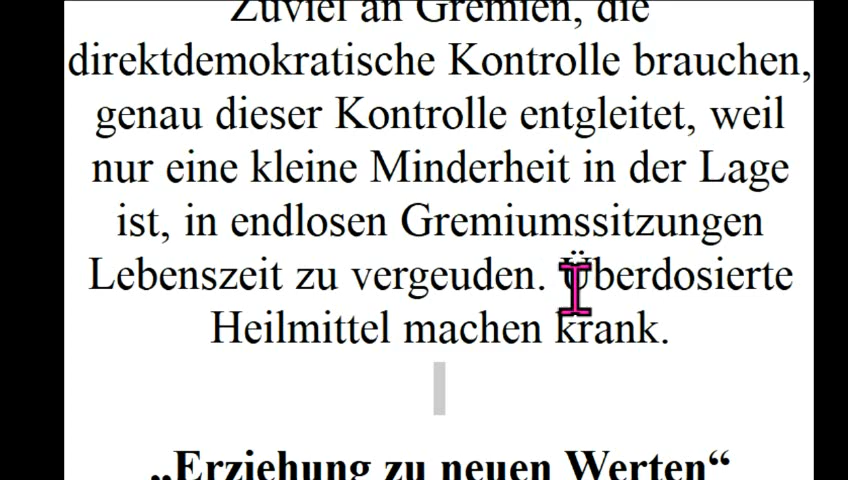 Zuviel an Gremien, die
direktdemokratische Kontrolle brauchen,
genau dieser Kontrolle entgleitet, weil
nur eine kleine Minderheit in der Lage
ist, in endlosen Gremiumssitzungen
Lebenszeit zu vergeuden. Überdosierte
Heilmittel machen krank.
„Erziehung zu neuen Werten“